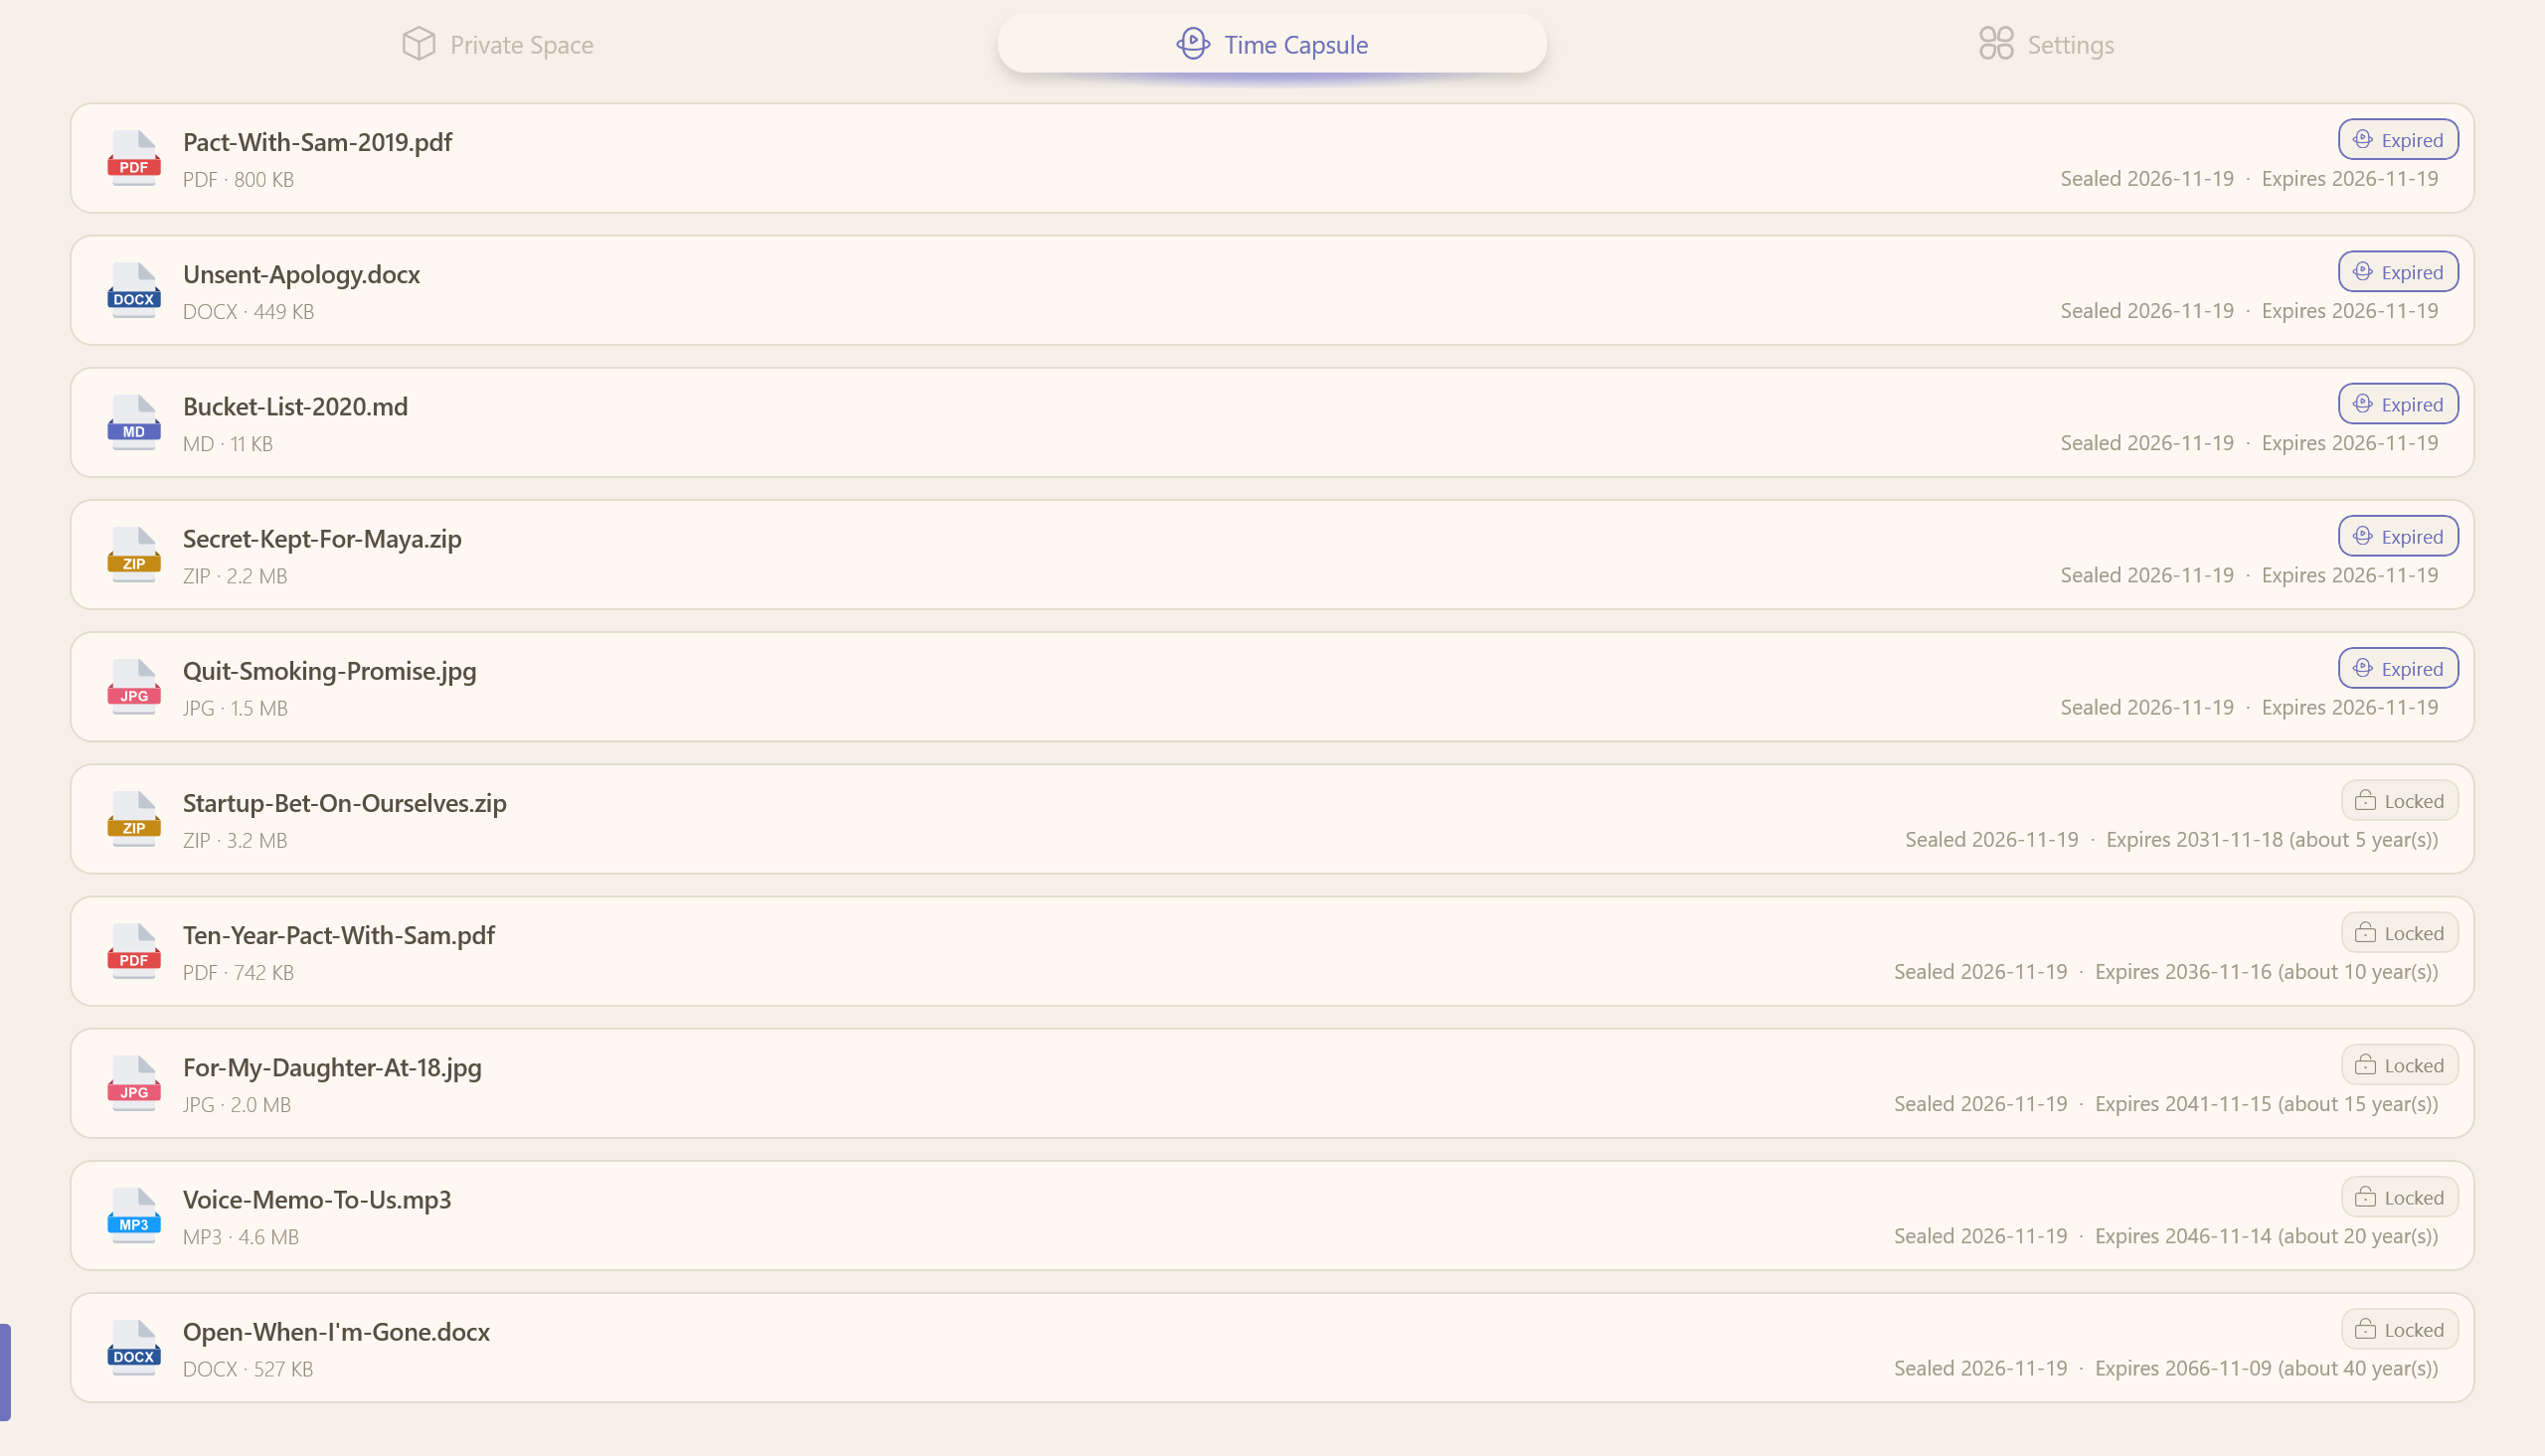 Private Space
Time Capsule
Settings
PDF
Pact-With-Sam-2019.pdf
PDF · 800 KB
Expired
Sealed 2026-11-19 · Expires 2026-11-19
DOCX
Unsent-Apology.docx
DOCX · 449 KB
Expired
Sealed 2026-11-19 · Expires 2026-11-19
MD
Bucket-List-2020.md
MD · 11 KB
Expired
Sealed 2026-11-19 · Expires 2026-11-19
ZIP
Secret-Kept-For-Maya.zip
ZIP · 2.2 MB
Expired
Sealed 2026-11-19 · Expires 2026-11-19
JPG
Quit-Smoking-Promise.jpg
JPG · 1.5 MB
Expired
Sealed 2026-11-19 · Expires 2026-11-19
ZIP
Startup-Bet-On-Ourselves.zip
ZIP · 3.2 MB
Locked
Sealed 2026-11-19 · Expires 2031-11-18 (about 5 year(s))
PDF
Ten-Year-Pact-With-Sam.pdf
PDF · 742 KB
Locked
Sealed 2026-11-19 · Expires 2036-11-16 (about 10 year(s))
JPG
For-My-Daughter-At-18.jpg
JPG · 2.0 MB
Locked
Sealed 2026-11-19 · Expires 2041-11-15 (about 15 year(s))
MP3
Voice-Memo-To-Us.mp3
MP3 · 4.6 MB
Locked
Sealed 2026-11-19 · Expires 2046-11-14 (about 20 year(s))
DOCX
Open-When-I'm-Gone.docx
DOCX · 527 KB
Locked
Sealed 2026-11-19 · Expires 2066-11-09 (about 40 year(s))